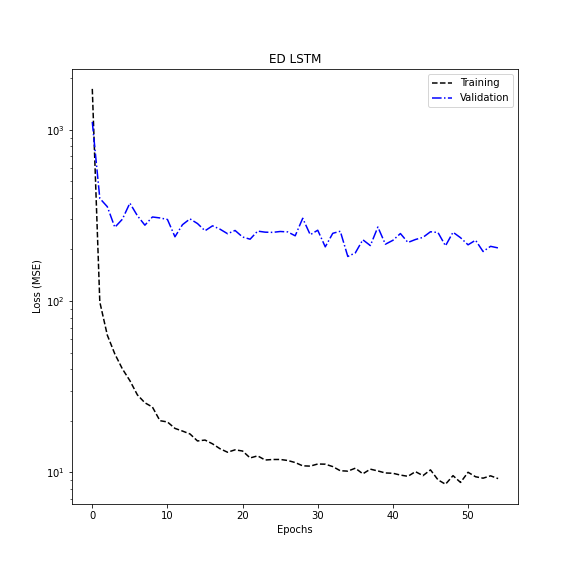 ED LSTM
Training
Validation
10³
10²
10¹
Loss (MSE)
0 10 20 30 40 50
Epochs